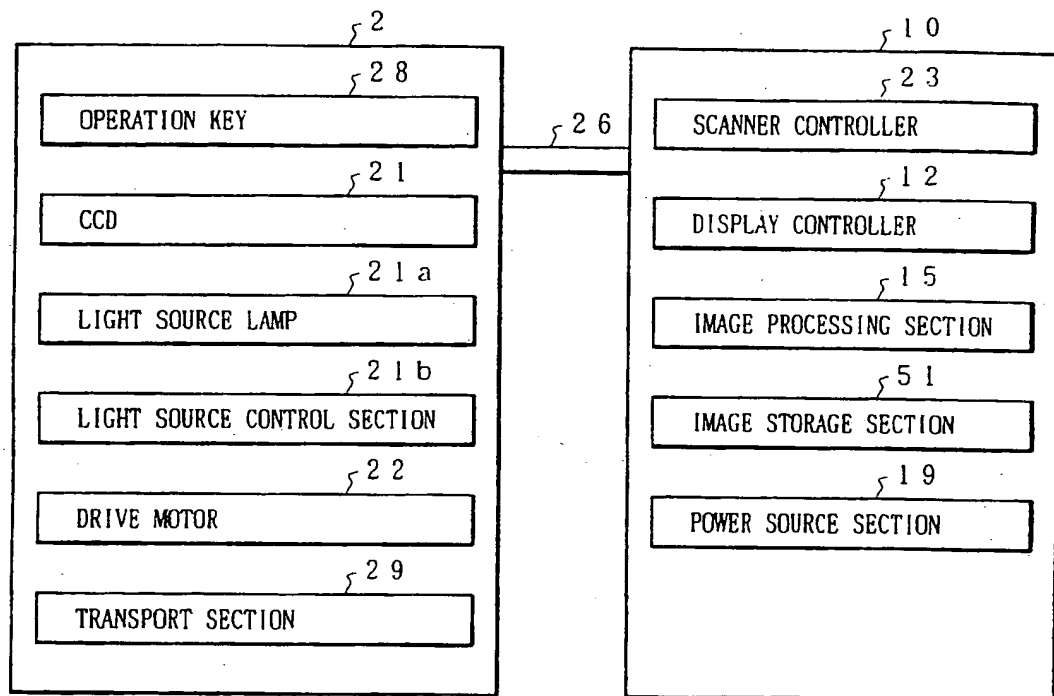 2
28
OPERATION KEY
21
CCD
21a
LIGHT SOURCE LAMP
21b
LIGHT SOURCE CONTROL SECTION
22
DRIVE MOTOR
29
TRANSPORT SECTION
26
10
23
SCANNER CONTROLLER
12
DISPLAY CONTROLLER
15
IMAGE PROCESSING SECTION
51
IMAGE STORAGE SECTION
19
POWER SOURCE SECTION